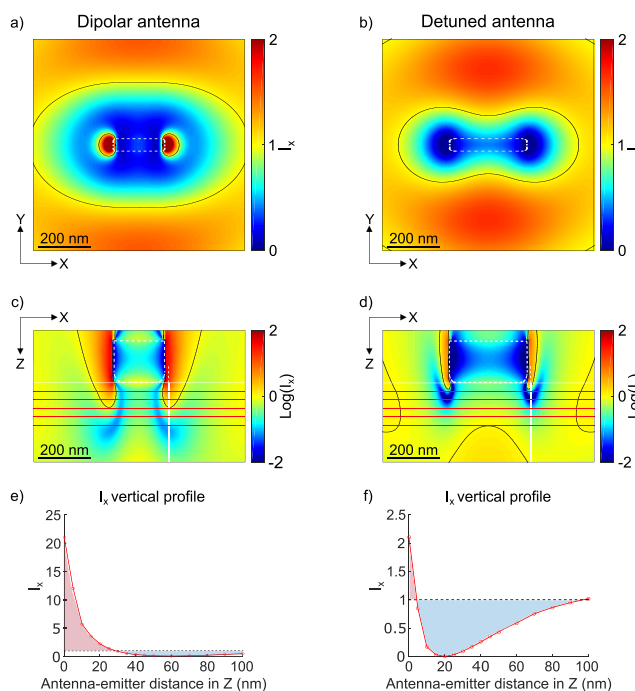 Dipolar antenna
Detuned antenna
a)
b)
2
1
0
Iₓ
2
1
0
I
200 nm
200 nm
Y
X
Y
X
c)
d)
X
Z
X
Z
2
0
-2
Log(Iₓ)
2
0
-2
Log(Iₓ)
200 nm
200 nm
e)
Iₓ vertical profile
f)
Iₓ vertical profile
25
20
15
10
5
0
Iₓ
0 20 40 60 80 100
Antenna-emitter distance in Z (nm)
2.5
2
1.5
1
0.5
0
Iₓ
0 20 40 60 80 100
Antenna-emitter distance in Z (nm)